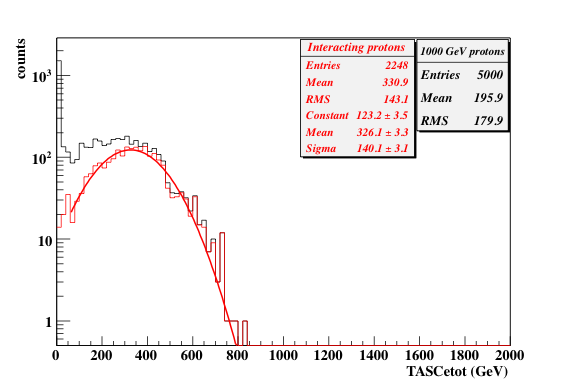 counts
10³
10²
10
1
Interacting protons
Entries 2248
Mean 330.9
RMS 143.1
Constant 123.2 ± 3.5
Mean 326.1 ± 3.3
Sigma 140.1 ± 3.1
1000 GeV protons
Entries 5000
Mean 195.9
RMS 179.9
0 200 400 600 800 1000 1200 1400 1600 1800 2000
TASCetot (GeV)